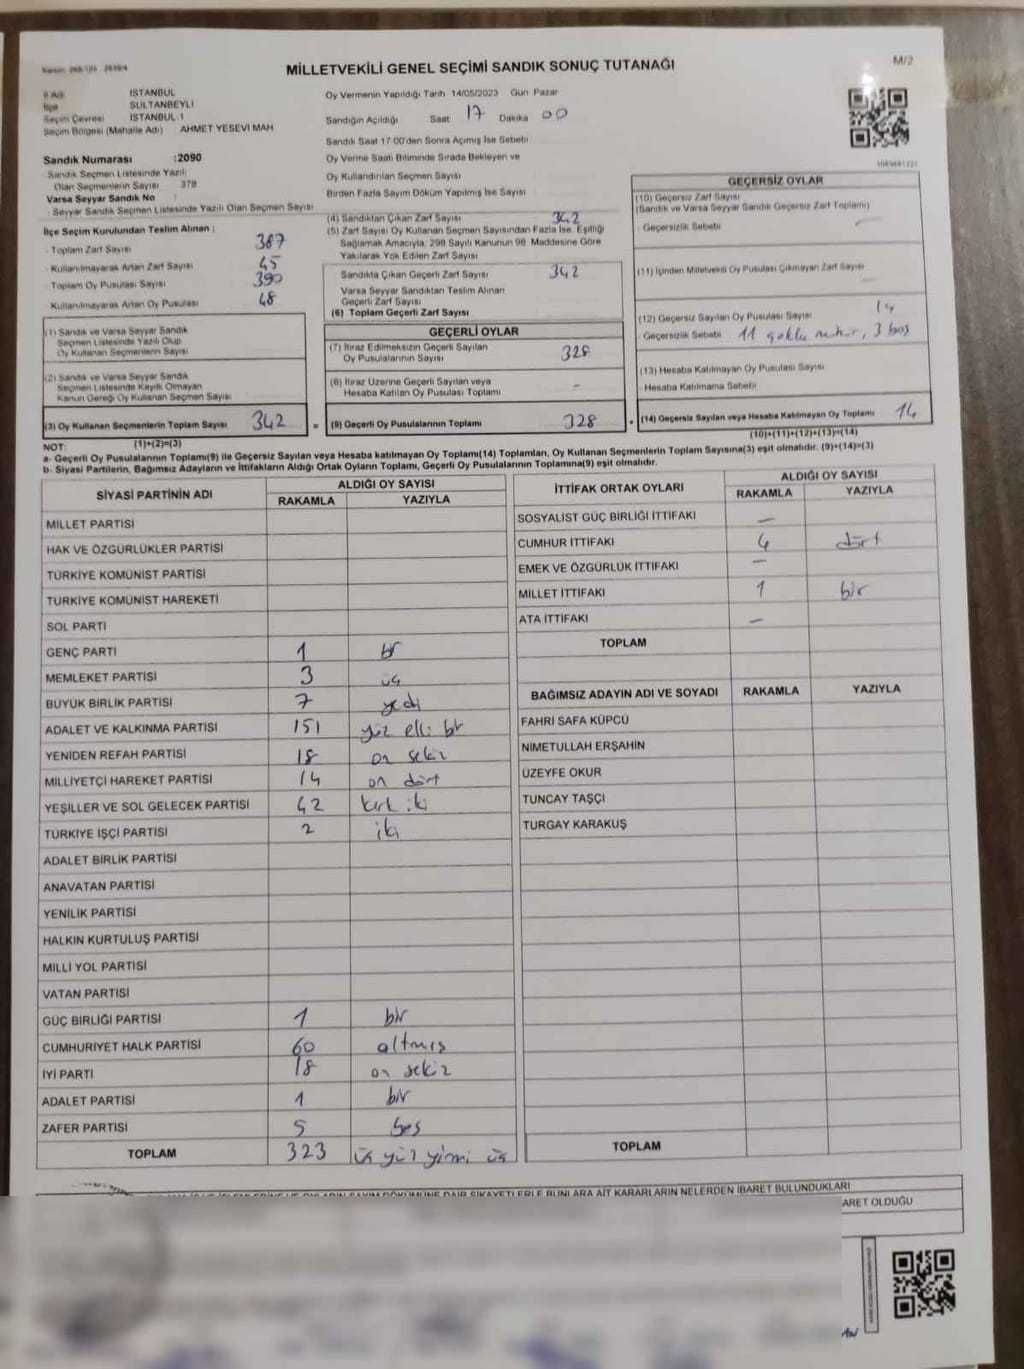 MİLLETVEKİLİ GENEL SEÇİMİ SANDIK SONUÇ TUTANAĞI
M/2
İl Adı İSTANBUL
İlçe SULTANBEYLİ
Seçim Çevresi İSTANBUL 1
Seçim Bölgesi (Mahalle Adı) AHMET YESEVİ MAH
Sandık Numarası :2090
Sandık Seçmen Listesinde Yazılı
Olan Seçmenlerin Sayısı 378
Varsa Seyyar Sandık No
Seyyar Sandık Seçmen Listesinde Yazılı Olan Seçmen Sayısı
İlçe Seçim Kurulundan Teslim Alınan :
Toplam Zarf Sayısı 387
Kullanılmayarak Artan Zarf Sayısı 45
Toplam Oy Pusulası Sayısı 390
Kullanılmayarak Artan Oy Pusulası 48
(1) Sandık ve Varsa Seyyar Sandık
Seçmen Listesinde Yazılı Olup
Oy Kullanan Seçmenlerin Sayısı
(2) Sandık ve Varsa Seyyar Sandık
Seçmen Listesinde Kayıtlı Olmayan
Kanun Gereği Oy Kullanan Seçmen Sayısı
(3) Oy Kullanan Seçmenlerin Toplam Sayısı 342
(1)+(2)=(3)
Oy Vermenin Yapıldığı Tarih 14/05/2023 Gün Pazar
Sandığın Açıldığı Saat 17 Dakika 00
Sandık Saat 17:00'den Sonra Açılmış İse Sebebi
Oy Verme Saati Bitiminde Sırada Bekleyen ve
Oy Kullandırılan Seçmen Sayısı
Birden Fazla Sayım Döküm Yapılmış İse Sayısı
(4) Sandıktan Çıkan Zarf Sayısı 342
(5) Zarf Sayısı Oy Kullanan Seçmen Sayısından Fazla İse, Eşitliği
Sağlamak Amacıyla, 298 Sayılı Kanunun 98. Maddesine Göre
Yakılarak Yok Edilen Zarf Sayısı
Sandıkta Çıkan Geçerli Zarf Sayısı 342
Varsa Seyyar Sandıktan Teslim Alınan
Geçerli Zarf Sayısı
(6) Toplam Geçerli Zarf Sayısı
GEÇERLİ OYLAR
(7) İtiraz Edilmeksizin Geçerli Sayılan
Oy Pusulalarının Sayısı 328
(8) İtiraz Üzerine Geçerli Sayılan veya
Hesaba Katılan Oy Pusulası Toplamı -
(9) Geçerli Oy Pusulalarının Toplamı 328
GEÇERSİZ OYLAR
(10) Geçersiz Zarf Sayısı
(Sandık ve Varsa Seyyar Sandık Geçersiz Zarf Toplamı)
Geçersizlik Sebebi
(11) İçinden Milletvekili Oy Pusulası Çıkmayan Zarf Sayısı
(12) Geçersiz Sayılan Oy Pusulası Sayısı 14
Geçersizlik Sebebi 11 çoklu mühür, 3 boş
(13) Hesaba Katılmayan Oy Pusulası Sayısı
Hesaba Katılmama Sebebi
(14) Geçersiz Sayılan veya Hesaba Katılmayan Oy Toplamı 14
(10)+(11)+(12)+(13)=(14)
NOT:
a- Geçerli Oy Pusulalarının Toplamı(9) ile Geçersiz Sayılan veya Hesaba katılmayan Oy Toplamı(14) Toplamları, Oy Kullanan Seçmenlerin Toplam Sayısına(3) eşit olmalıdır. (9)+(14)=(3)
b- Siyasi Partilerin, Bağımsız Adayların ve İttifakların Aldığı Ortak Oyların Toplamı, Geçerli Oy Pusulalarının Toplamına(9) eşit olmalıdır.
SİYASİ PARTİNİN ADI ALDIĞI OY SAYISI
RAKAMLA YAZIYLA
MİLLET PARTİSİ
HAK VE ÖZGÜRLÜKLER PARTİSİ
TÜRKİYE KOMÜNİST PARTİSİ
TÜRKİYE KOMÜNİST HAREKETİ
SOL PARTİ
GENÇ PARTİ 1 bir
MEMLEKET PARTİSİ 3 üç
BÜYÜK BİRLİK PARTİSİ 7 yedi
ADALET VE KALKINMA PARTİSİ 151 yüz elli bir
YENİDEN REFAH PARTİSİ 18 on sekiz
MİLLİYETÇİ HAREKET PARTİSİ 14 on dört
YEŞİLLER VE SOL GELECEK PARTİSİ 42 kırk iki
TÜRKİYE İŞÇİ PARTİSİ 2 iki
ADALET BİRLİK PARTİSİ
ANAVATAN PARTİSİ
YENİLİK PARTİSİ
HALKIN KURTULUŞ PARTİSİ
MİLLİ YOL PARTİSİ
VATAN PARTİSİ
GÜÇ BİRLİĞİ PARTİSİ 1 bir
CUMHURİYET HALK PARTİSİ 60 altmış
İYİ PARTİ 18 on sekiz
ADALET PARTİSİ 1 bir
ZAFER PARTİSİ 5 beş
TOPLAM 323 üç yüz yirmi üç
İTTİFAK ORTAK OYLARI ALDIĞI OY SAYISI
RAKAMLA YAZIYLA
SOSYALİST GÜÇ BİRLİĞİ İTTİFAKI —
CUMHUR İTTİFAKI 4 dört
EMEK VE ÖZGÜRLÜK İTTİFAKI —
MİLLET İTTİFAKI 1 bir
ATA İTTİFAKI —
TOPLAM
BAĞIMSIZ ADAYIN ADI VE SOYADI RAKAMLA YAZIYLA
FAHRİ SAFA KÜPCÜ
NİMETULLAH ERŞAHİN
ÜZEYFE OKUR
TUNCAY TAŞÇI
TURGAY KARAKUŞ
TOPLAM
DAİR ŞİKAYETLERLE BUNLARA AİT KARARLARIN NELERDEN İBARET BULUNDUKLARI
ARET OLDUĞU